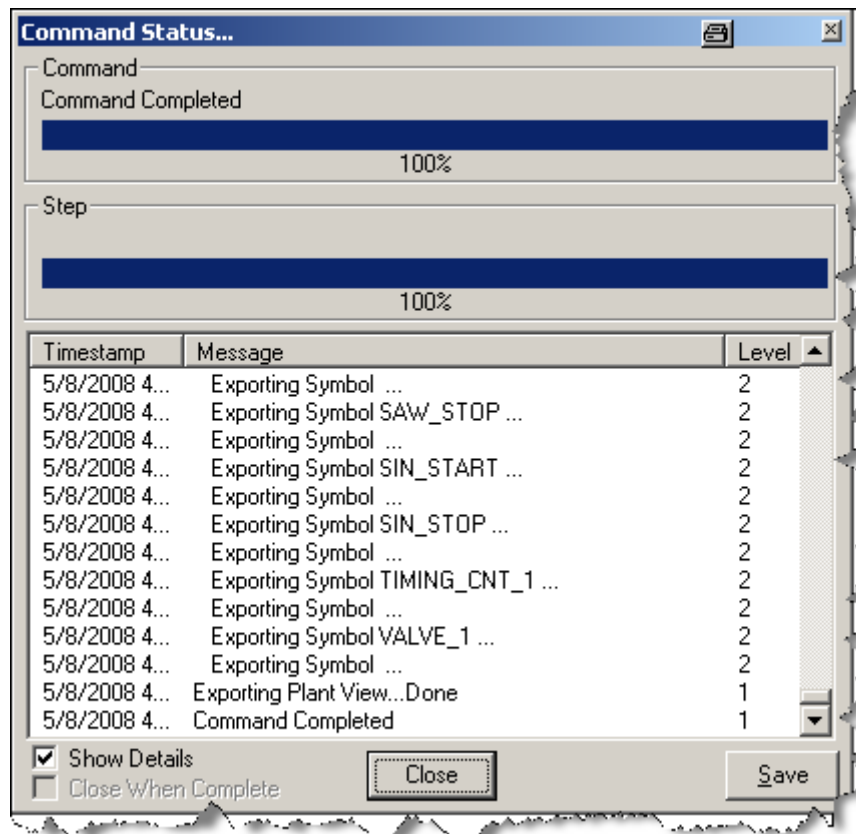 Command Status...
Command
Command Completed
100%
Step
100%
Timestamp Message Level
5/8/2008 4... Exporting Symbol ... 2
5/8/2008 4... Exporting Symbol SAW_STOP ... 2
5/8/2008 4... Exporting Symbol ... 2
5/8/2008 4... Exporting Symbol SIN_START ... 2
5/8/2008 4... Exporting Symbol ... 2
5/8/2008 4... Exporting Symbol SIN_STOP ... 2
5/8/2008 4... Exporting Symbol ... 2
5/8/2008 4... Exporting Symbol TIMING_CNT_1 ... 2
5/8/2008 4... Exporting Symbol ... 2
5/8/2008 4... Exporting Symbol VALVE_1 ... 2
5/8/2008 4... Exporting Symbol ... 2
5/8/2008 4... Exporting Plant View...Done 1
5/8/2008 4... Command Completed 1
Show Details
Close When Complete
Close
Save